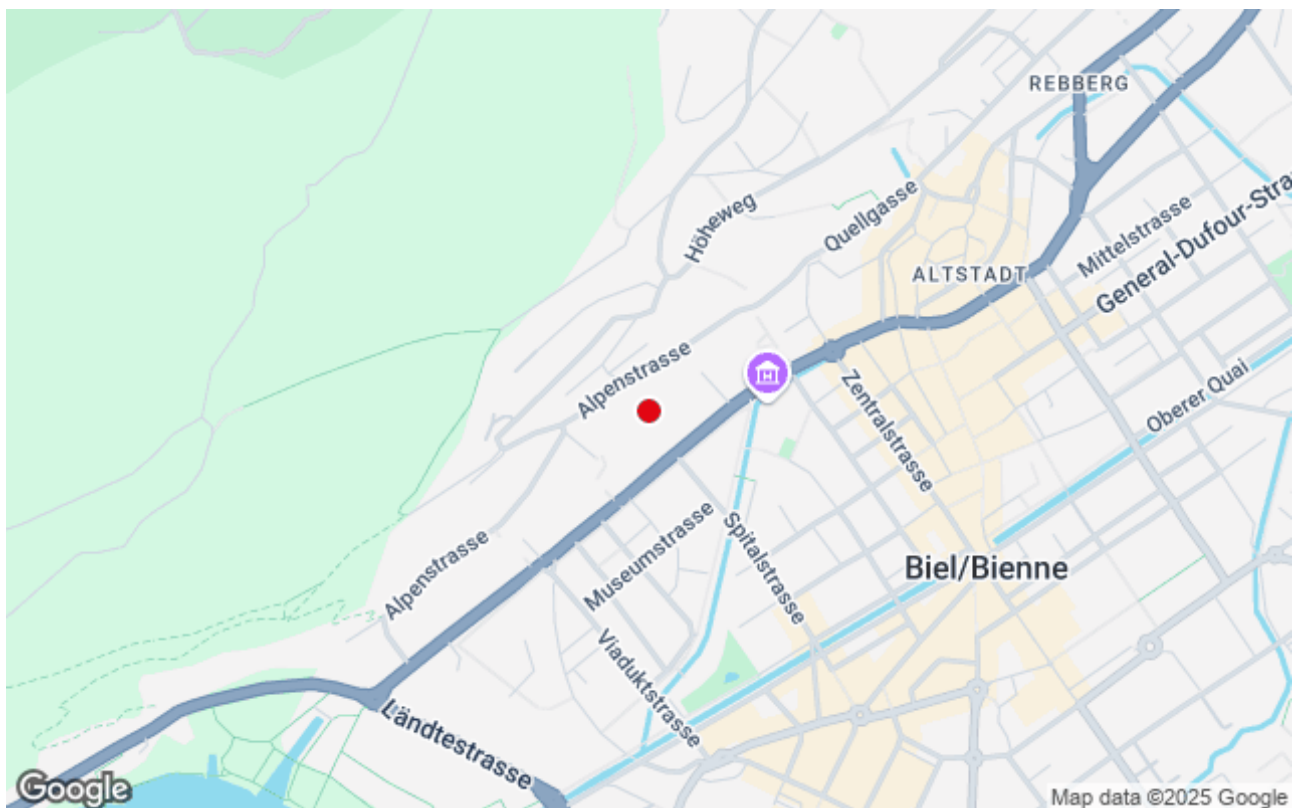 REBBERG
Höheweg
Quellgasse
Mittelstrasse
General-Dufour-Stra
ALTSTADT
Alpenstrasse
Zentralstrasse
Oberer Quai
Museumstrasse
Spitalstrasse
Alpenstrasse
Biel/Bienne
Viaduktstrasse
Ländtestrasse
Google
Map data ©2025 Google